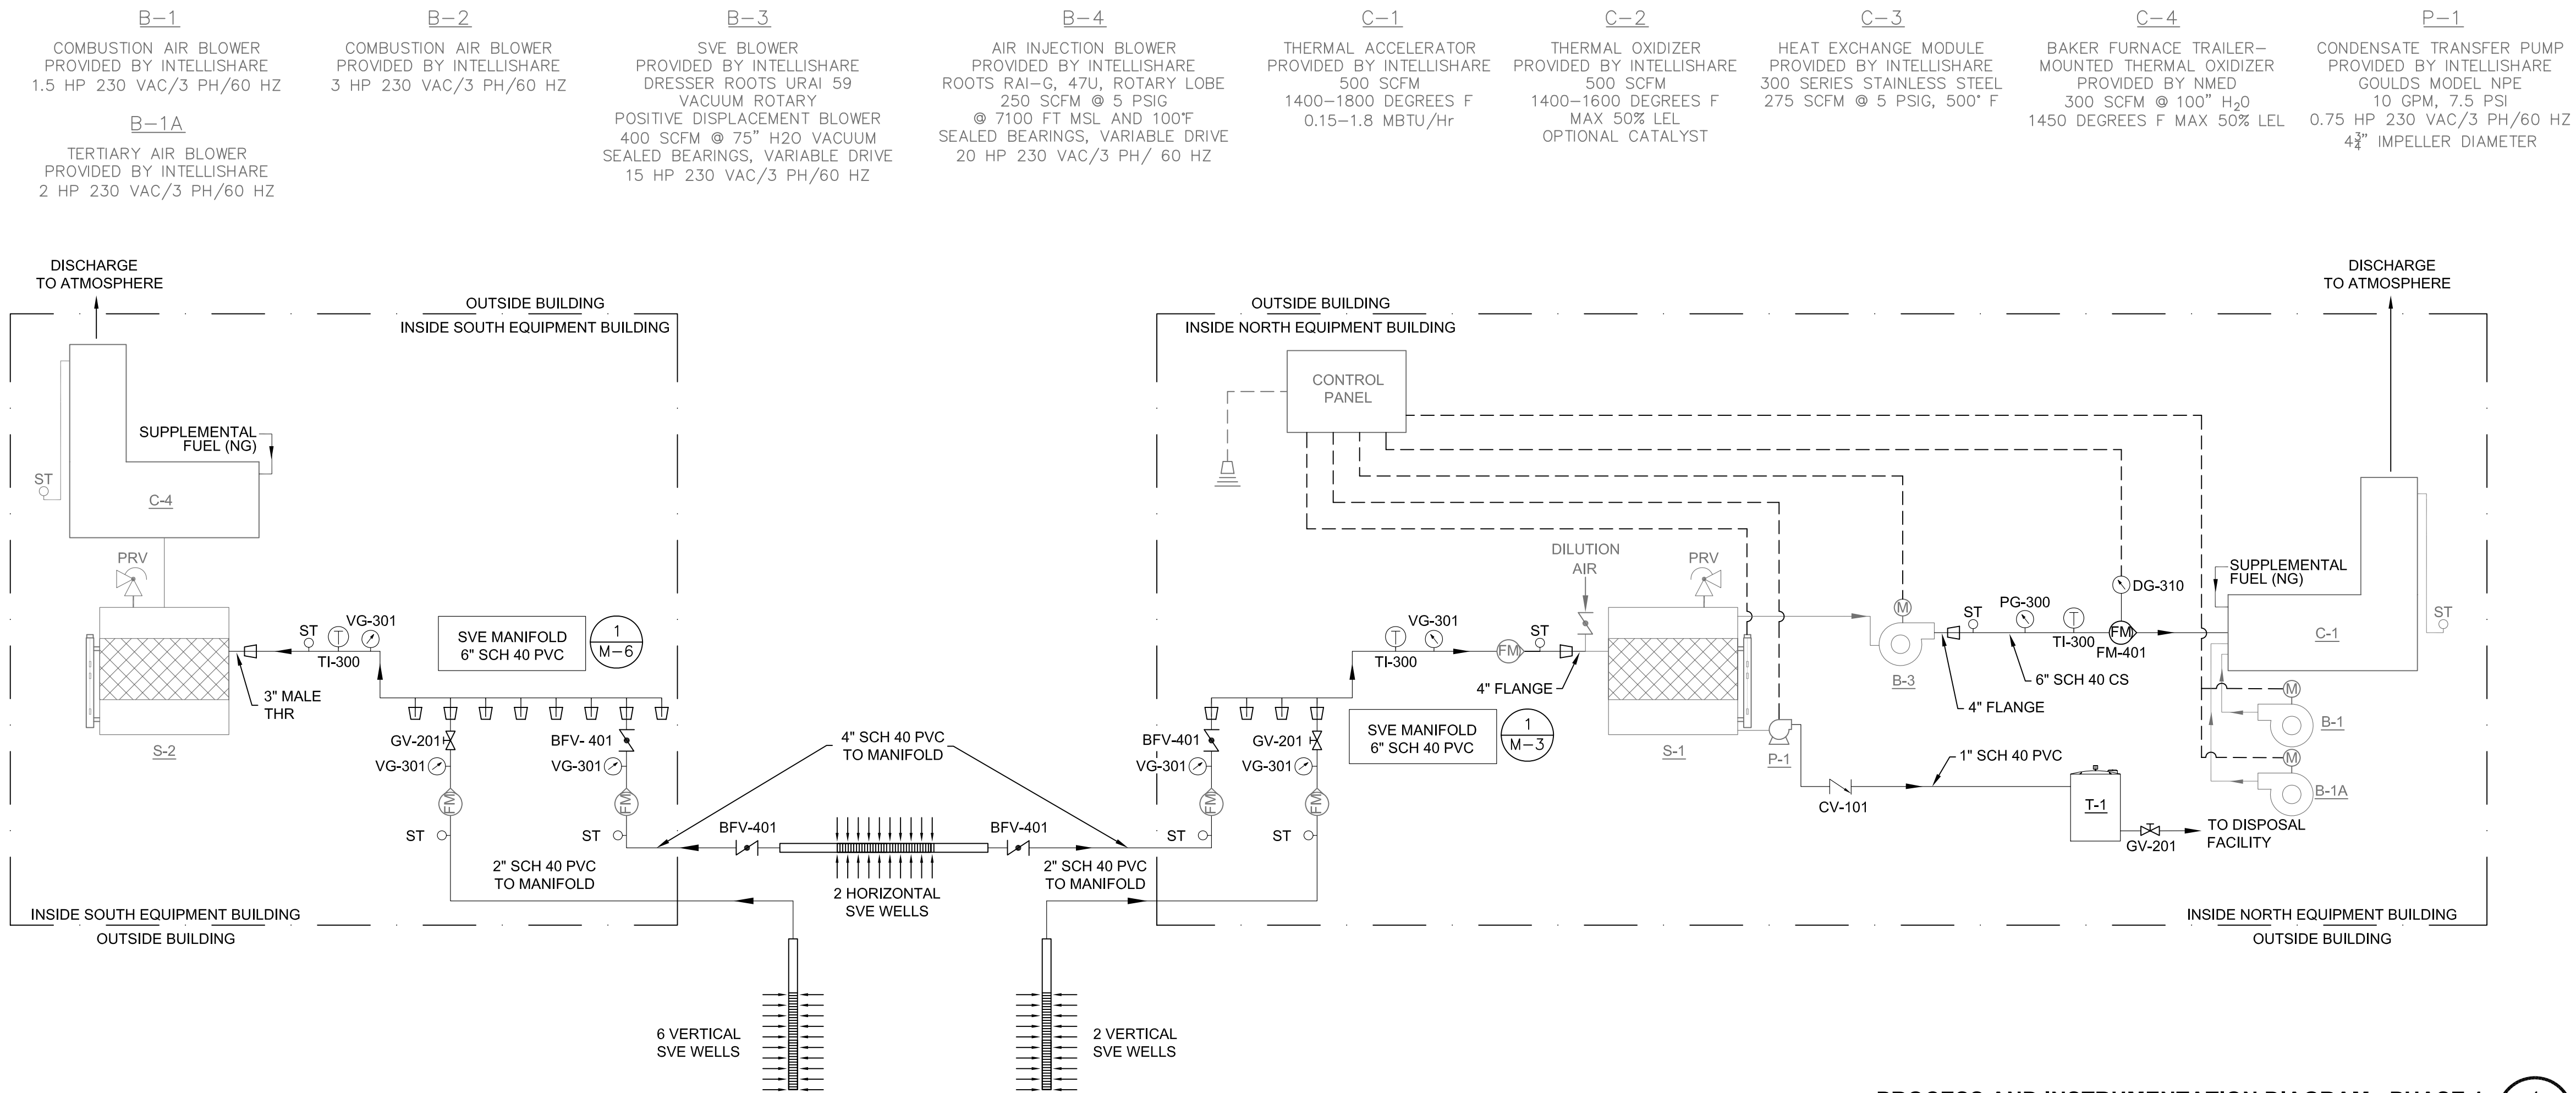 B-1
COMBUSTION AIR BLOWER
PROVIDED BY INTELLISHARE
1.5 HP 230 VAC/3 PH/60 HZ
B-1A
TERTIARY AIR BLOWER
PROVIDED BY INTELLISHARE
2 HP 230 VAC/3 PH/60 HZ
B-2
COMBUSTION AIR BLOWER
PROVIDED BY INTELLISHARE
3 HP 230 VAC/3 PH/60 HZ
B-3
SVE BLOWER
PROVIDED BY INTELLISHARE
DRESSER ROOTS URAI 59
VACUUM ROTARY
POSITIVE DISPLACEMENT BLOWER
400 SCFM @ 75" H2O VACUUM
SEALED BEARINGS, VARIABLE DRIVE
15 HP 230 VAC/3 PH/60 HZ
B-4
AIR INJECTION BLOWER
PROVIDED BY INTELLISHARE
ROOTS RAI-G, 47U, ROTARY LOBE
250 SCFM @ 5 PSIG
@ 7100 FT MSL AND 100°F
SEALED BEARINGS, VARIABLE DRIVE
20 HP 230 VAC/3 PH/ 60 HZ
C-1
THERMAL ACCELERATOR
PROVIDED BY INTELLISHARE
500 SCFM
1400-1800 DEGREES F
0.15-1.8 MBTU/Hr
C-2
THERMAL OXIDIZER
PROVIDED BY INTELLISHARE
500 SCFM
1400-1600 DEGREES F
MAX 50% LEL
OPTIONAL CATALYST
C-3
HEAT EXCHANGE MODULE
PROVIDED BY INTELLISHARE
300 SERIES STAINLESS STEEL
275 SCFM @ 5 PSIG, 500° F
C-4
BAKER FURNACE TRAILER-
MOUNTED THERMAL OXIDIZER
PROVIDED BY NMED
300 SCFM @ 100" H₂O
1450 DEGREES F MAX 50% LEL
P-1
CONDENSATE TRANSFER PUMP
PROVIDED BY INTELLISHARE
GOULDS MODEL NPE
10 GPM, 7.5 PSI
0.75 HP 230 VAC/3 PH/60 HZ
4¾" IMPELLER DIAMETER
DISCHARGE
TO ATMOSPHERE
OUTSIDE BUILDING
INSIDE SOUTH EQUIPMENT BUILDING
SUPPLEMENTAL
FUEL (NG)
ST
C-4
PRV
ST
VG-301
T
TI-300
3" MALE
THR
S-2
SVE MANIFOLD
6" SCH 40 PVC
1
M-6
GV-201
BFV- 401
VG-301
VG-301
FM
FM
ST
ST
2" SCH 40 PVC
TO MANIFOLD
INSIDE SOUTH EQUIPMENT BUILDING
OUTSIDE BUILDING
4" SCH 40 PVC
TO MANIFOLD
BFV-401
BFV-401
2 HORIZONTAL
SVE WELLS
2" SCH 40 PVC
TO MANIFOLD
6 VERTICAL
SVE WELLS
2 VERTICAL
SVE WELLS
DISCHARGE
TO ATMOSPHERE
OUTSIDE BUILDING
INSIDE NORTH EQUIPMENT BUILDING
CONTROL
PANEL
DILUTION
AIR
PRV
T
TI-300
VG-301
FM
ST
4" FLANGE
SVE MANIFOLD
6" SCH 40 PVC
1
M-3
BFV-401
GV-201
VG-301
VG-301
FM
FM
ST
ST
S-1
P-1
CV-101
1" SCH 40 PVC
M
B-3
ST
PG-300
T
TI-300
DG-310
FM
FM-401
6" SCH 40 CS
4" FLANGE
SUPPLEMENTAL
FUEL (NG)
C-1
ST
M
B-1
M
B-1A
T-1
GV-201
TO DISPOSAL
FACILITY
INSIDE NORTH EQUIPMENT BUILDING
OUTSIDE BUILDING
PROCESS AND INSTRUMENTATION DIAGRAM - PHASE 1